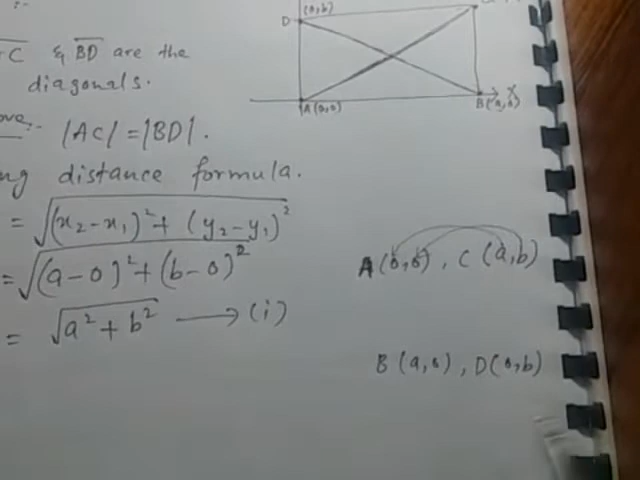 (0,b)
D
A(0,0)
B(a,0)
X
C & BD are the
diagonals.
|AC| = |BD|.
distance formula.
= √(x₂-x₁)² + (y₂-y₁)²
= √(a-0)² + (b-0)²
= √a² + b² ⟶ (i)
A(0,0), C(a,b)
B(a,0), D(0,b)